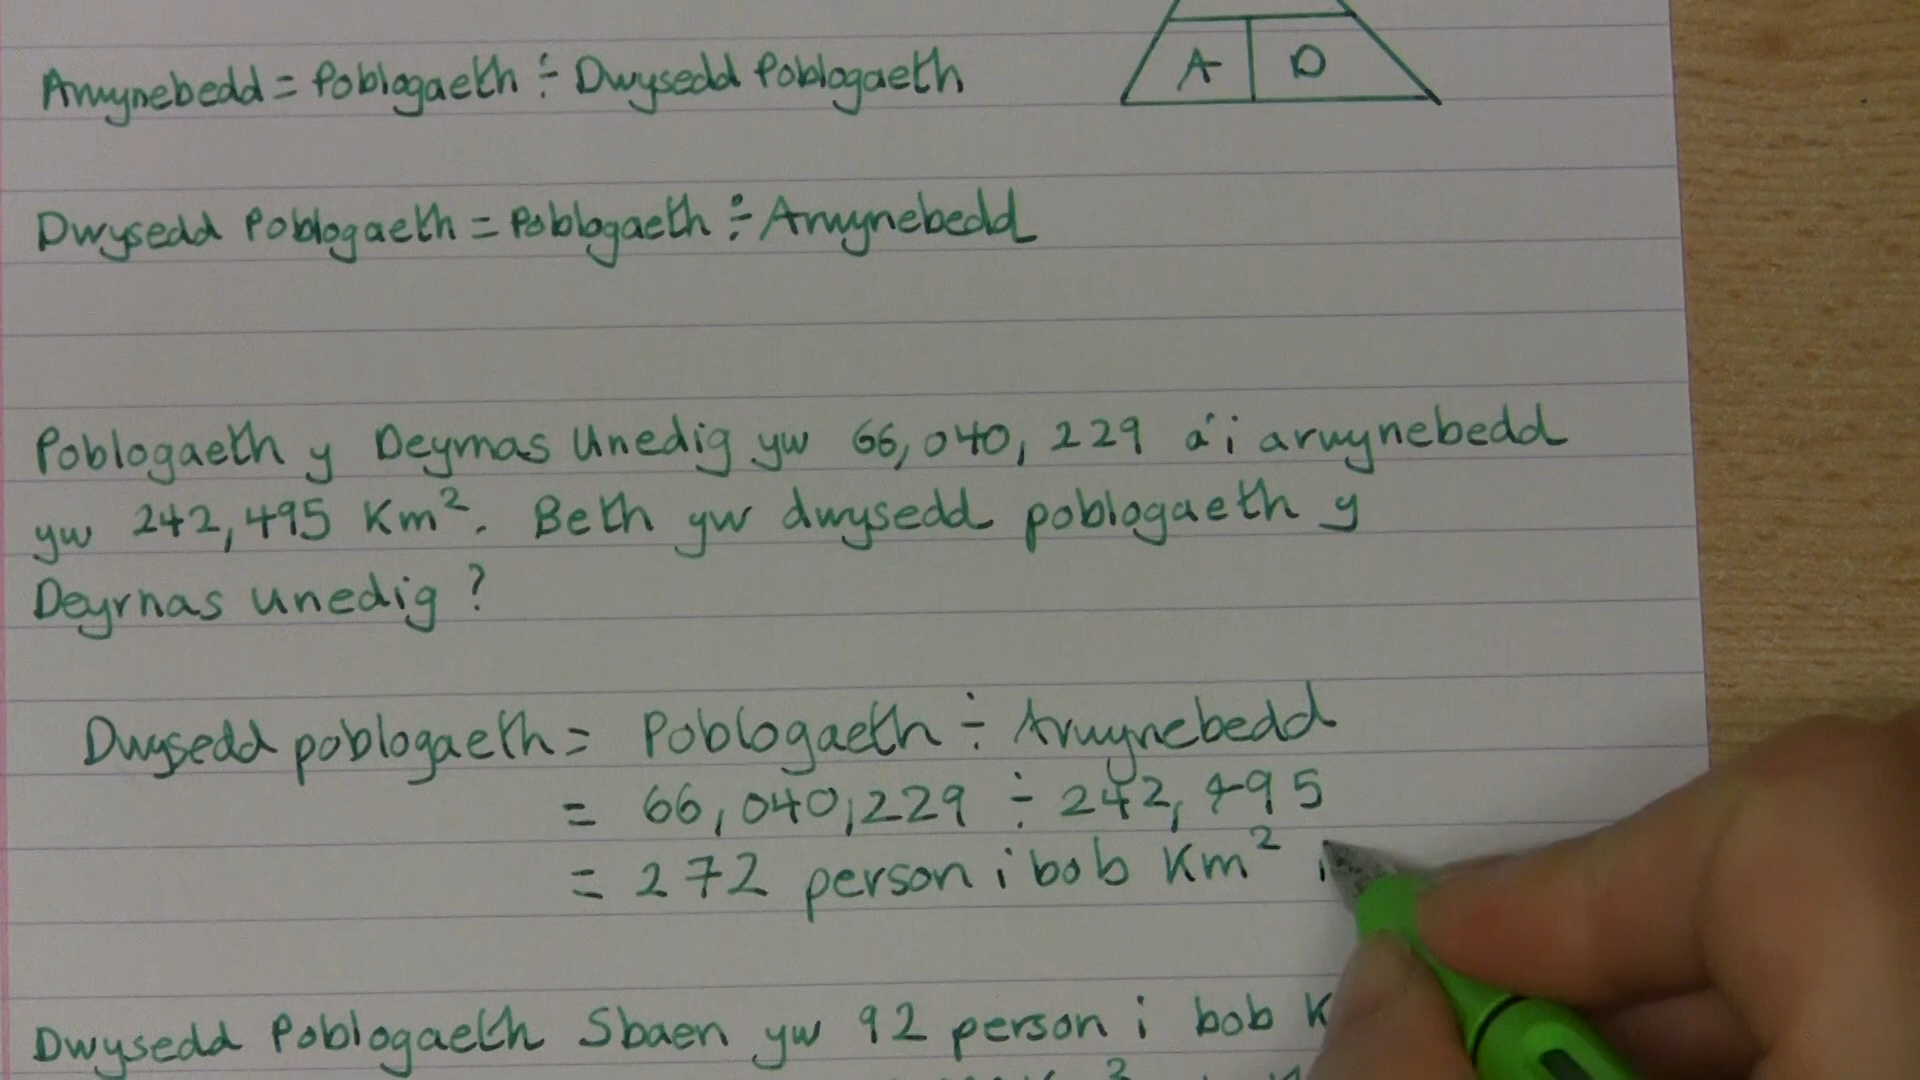 A D
Arwynebedd = Poblogaeth ÷ Dwysedd Poblogaeth
Dwysedd Poblogaeth = Poblogaeth ÷ Arwynebedd
Poblogaeth y Deyrnas Unedig yw 66,040,229 a'i arwynebedd
yw 242,495 Km². Beth yw dwysedd poblogaeth y
Deyrnas Unedig?
Dwysedd poblogaeth = Poblogaeth ÷ Arwynebedd
= 66,040,229 ÷ 242,495
= 272 person i bob Km²
Dwysedd Poblogaeth Sbaen yw 92 person i bob K